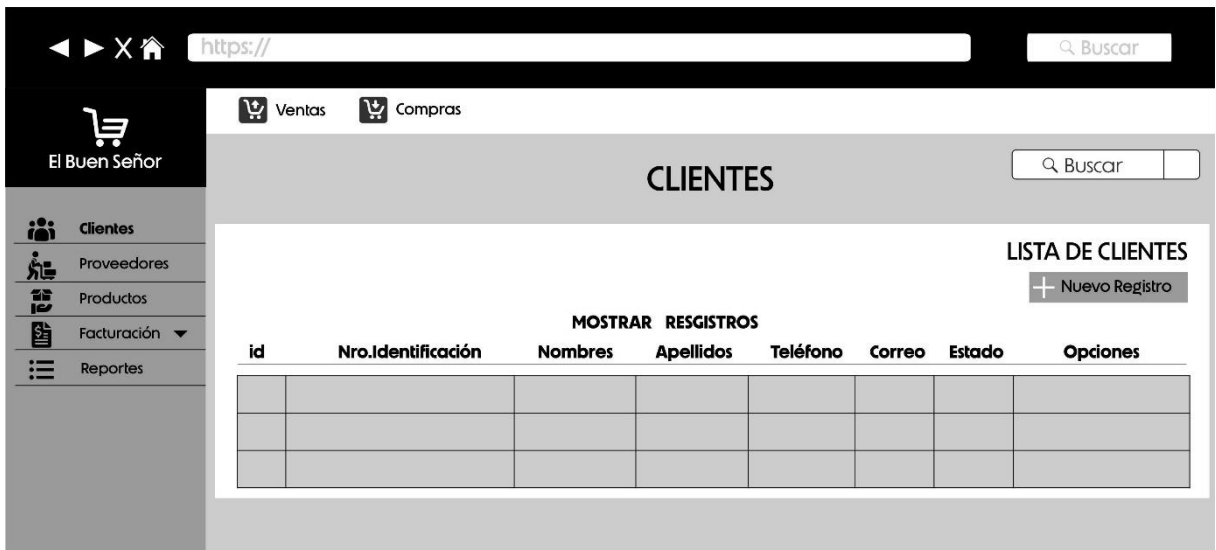 https://
Buscar
Ventas Compras
El Buen Señor
CLIENTES
Buscar
Clientes
Proveedores
Productos
Facturación
Reportes
LISTA DE CLIENTES
Nuevo Registro
MOSTRAR RESGISTROS
id Nro.Identificación Nombres Apellidos Teléfono Correo Estado Opciones